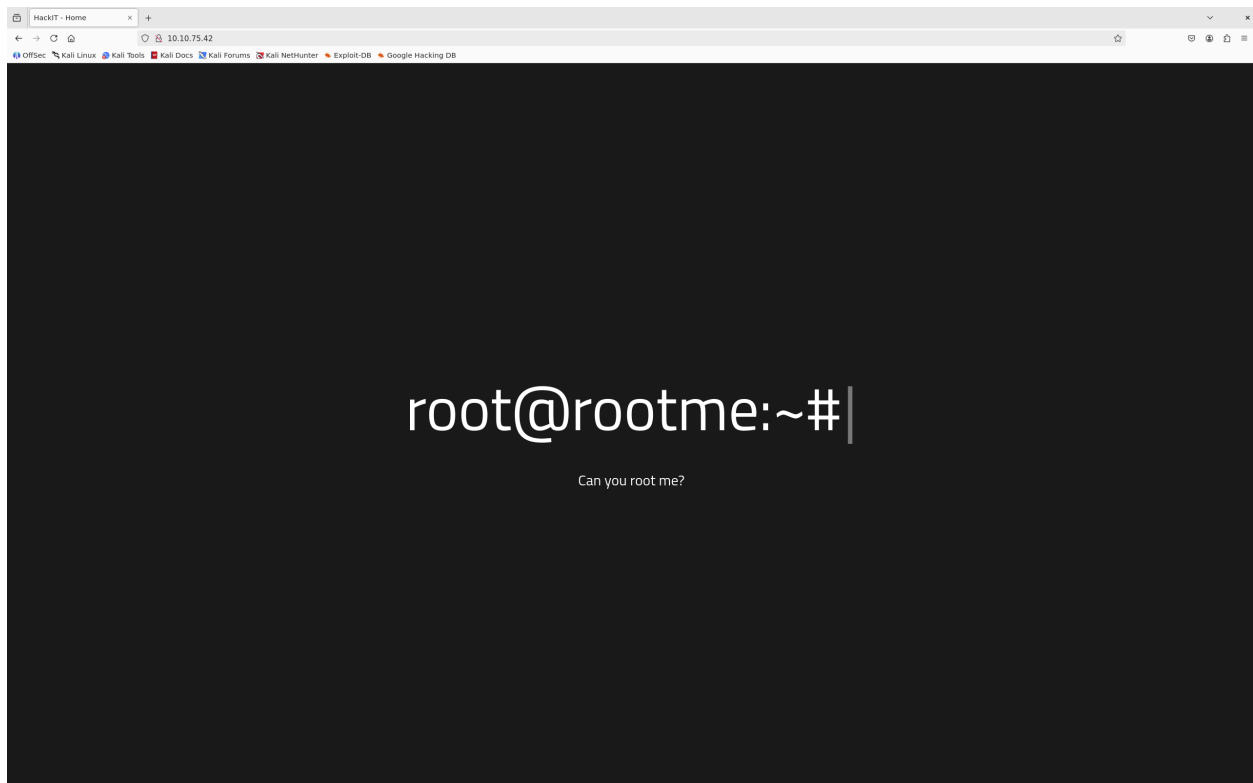 HackIT - Home
10.10.75.42
OffSec Kali Linux Kali Tools Kali Docs Kali Forums Kali NetHunter Exploit-DB Google Hacking DB
root@rootme:~#
Can you root me?